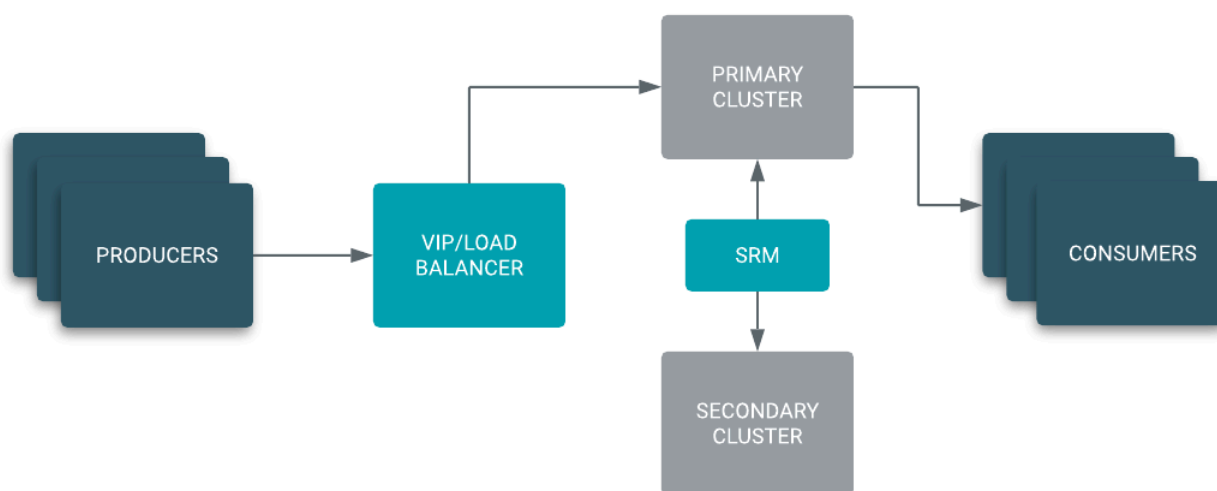 PRODUCERS
VIP/LOAD
BALANCER
PRIMARY
CLUSTER
SRM
SECONDARY
CLUSTER
CONSUMERS